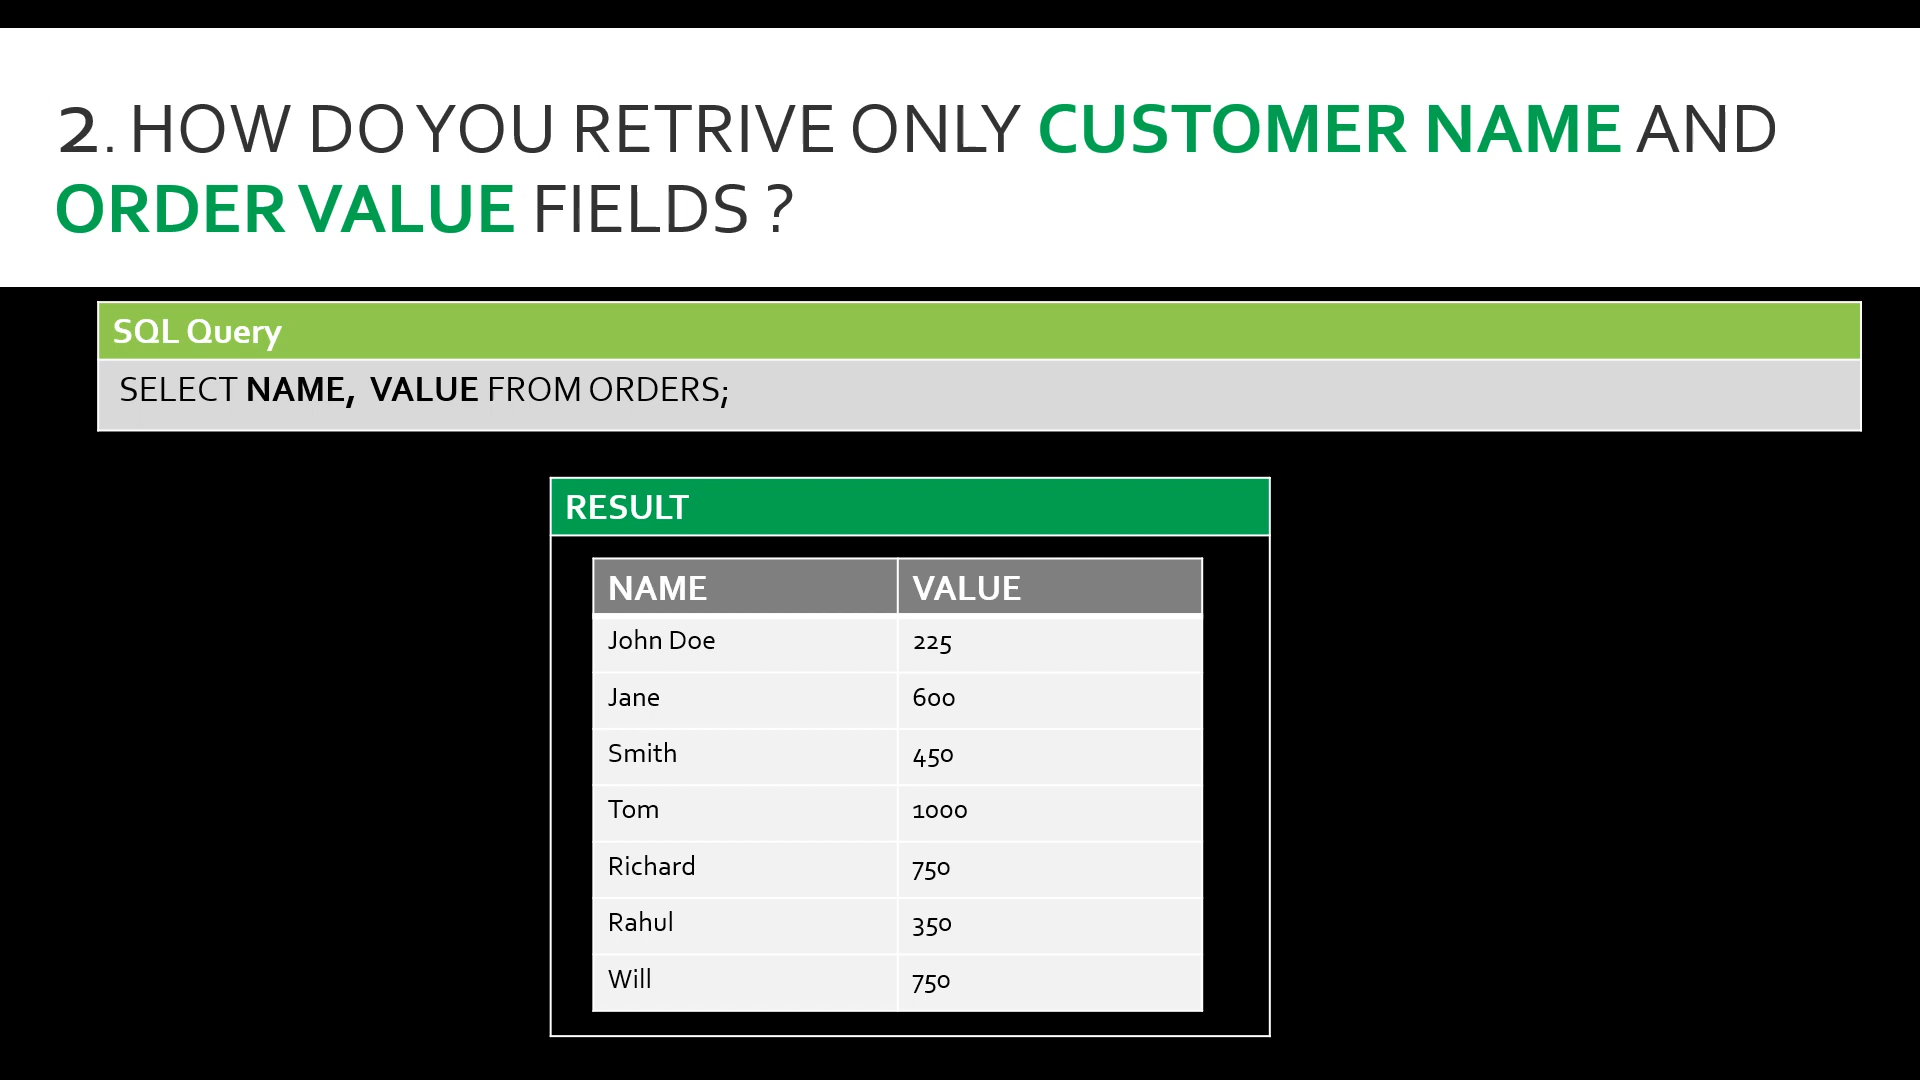 2. HOW DO YOU RETRIVE ONLY CUSTOMER NAME AND
ORDER VALUE FIELDS ?
SQL Query
SELECT NAME, VALUE FROM ORDERS;
RESULT
NAME VALUE
John Doe 225
Jane 600
Smith 450
Tom 1000
Richard 750
Rahul 350
Will 750